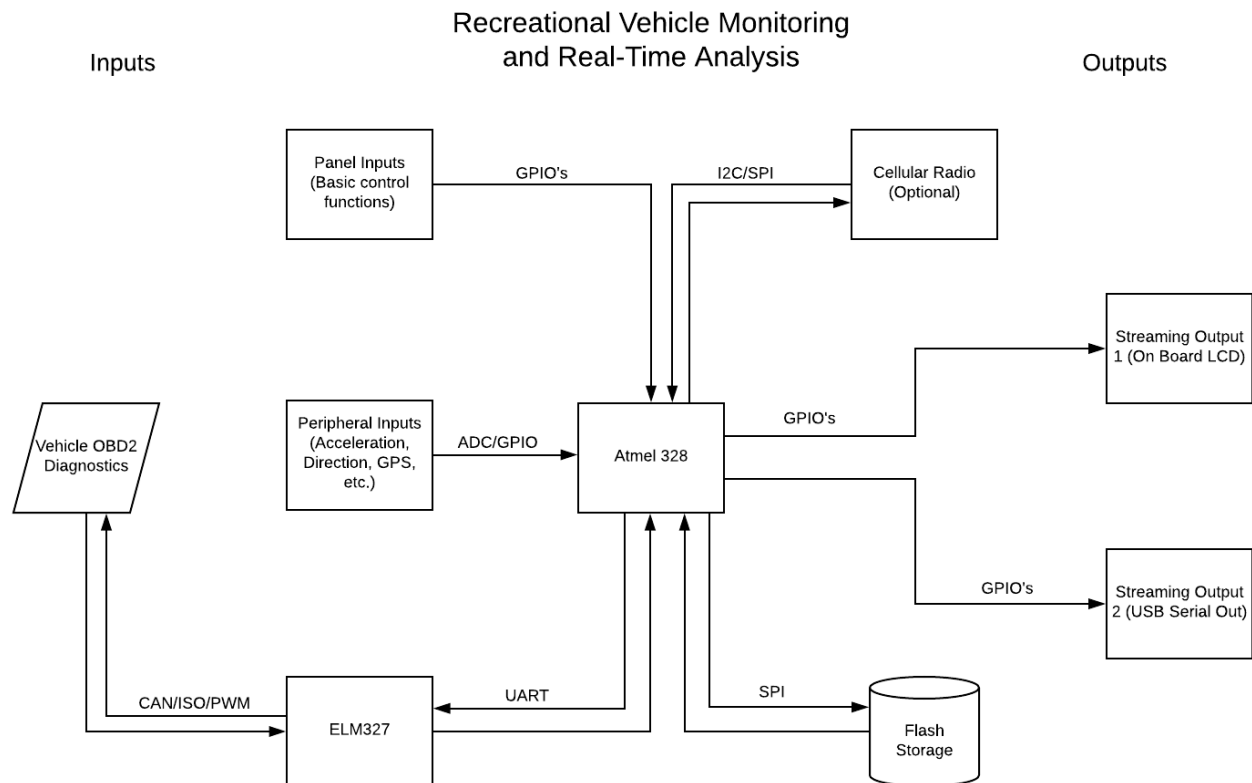 Recreational Vehicle Monitoring
and Real-Time Analysis
Inputs
Outputs
Panel Inputs
(Basic control
functions)
GPIO's
I2C/SPI
Cellular Radio
(Optional)
Streaming Output
1 (On Board LCD)
Vehicle OBD2
Diagnostics
Peripheral Inputs
(Acceleration,
Direction, GPS,
etc.)
ADC/GPIO
Atmel 328
GPIO's
GPIO's
Streaming Output
2 (USB Serial Out)
CAN/ISO/PWM
ELM327
UART
SPI
Flash
Storage